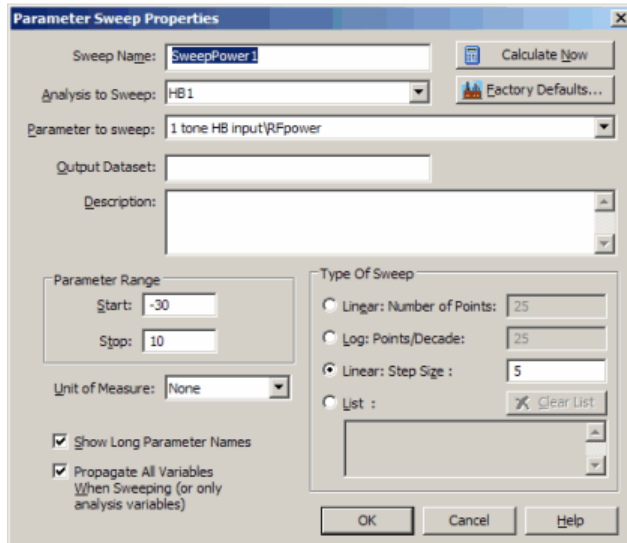 Parameter Sweep Properties
Sweep Name: SweepPower1
Calculate Now
Analysis to Sweep: HB1
Factory Defaults...
Parameter to sweep: 1 tone HB input\RFpower
Output Dataset:
Description:
Parameter Range
Start: -30
Stop: 10
Unit of Measure: None
Show Long Parameter Names
Propagate All Variables
When Sweeping (or only
analysis variables)
Type Of Sweep
Linear: Number of Points: 25
Log: Points/Decade: 25
Linear: Step Size : 5
List :
Clear List
OK
Cancel
Help